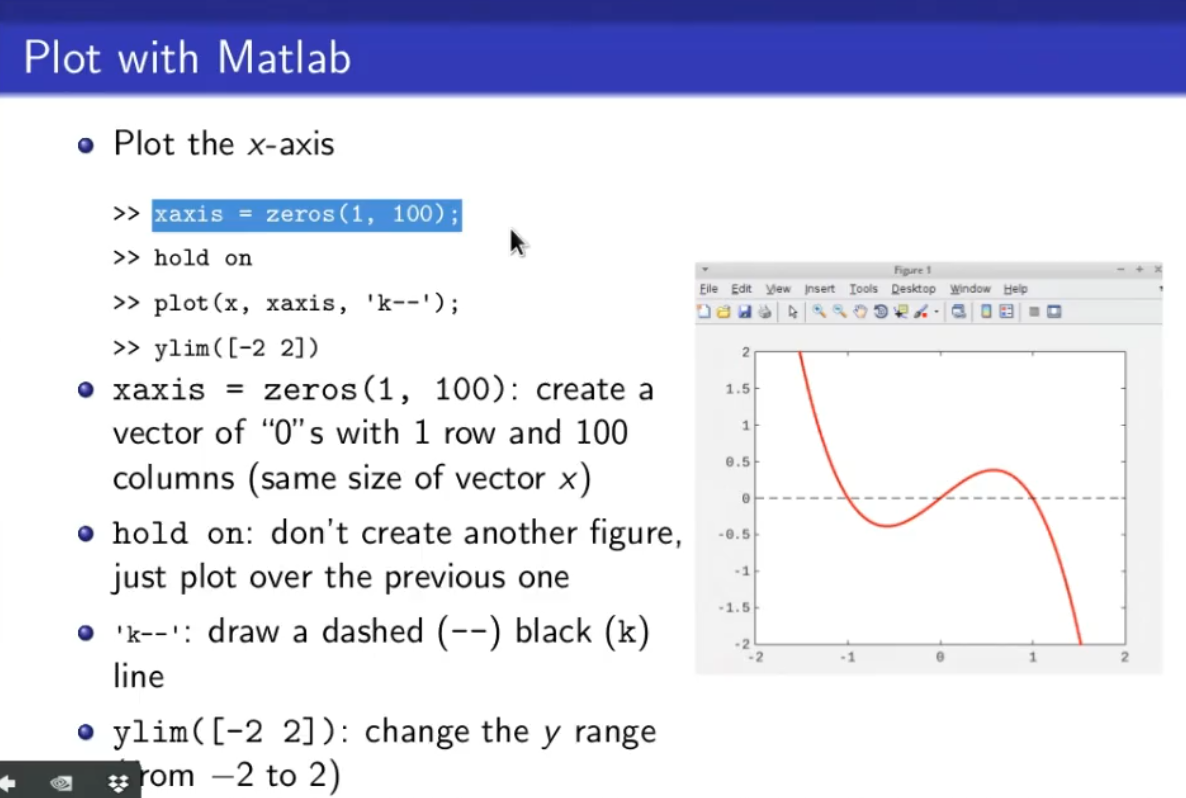 Plot with Matlab
Plot the x-axis
>> xaxis = zeros(1, 100);
>> hold on
>> plot(x, xaxis, 'k--');
>> ylim([-2 2])
xaxis = zeros(1, 100): create a
vector of “0”s with 1 row and 100
columns (same size of vector x)
hold on: don't create another figure,
just plot over the previous one
'k--': draw a dashed (--) black (k)
line
ylim([-2 2]): change the y range
rom −2 to 2)
Figure 1
File Edit View Insert Tools Desktop Window Help
2
1.5
1
0.5
0
-0.5
-1
-1.5
-2
-2 -1 0 1 2